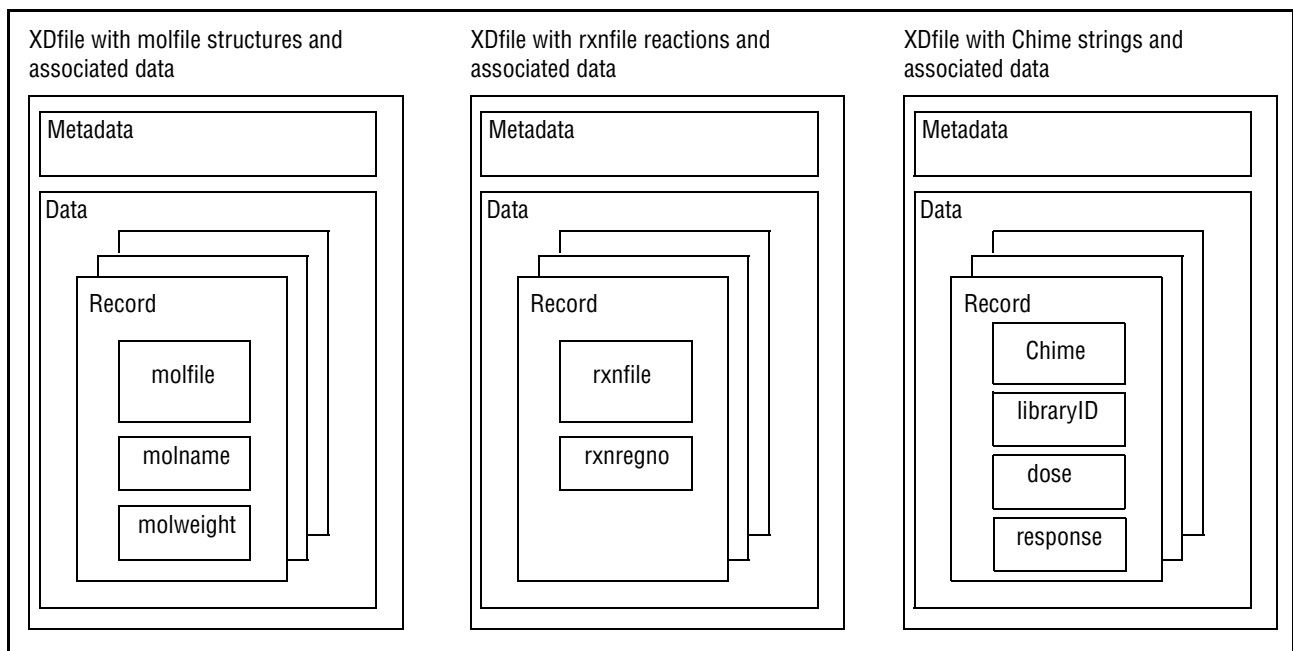 XDfile with molfile structures and
associated data
Metadata
Data
Record
molfile
molname
molweight
XDfile with rxnfile reactions and
associated data
Metadata
Data
Record
rxnfile
rxnregno
XDfile with Chime strings and
associated data
Metadata
Data
Record
Chime
libraryID
dose
response